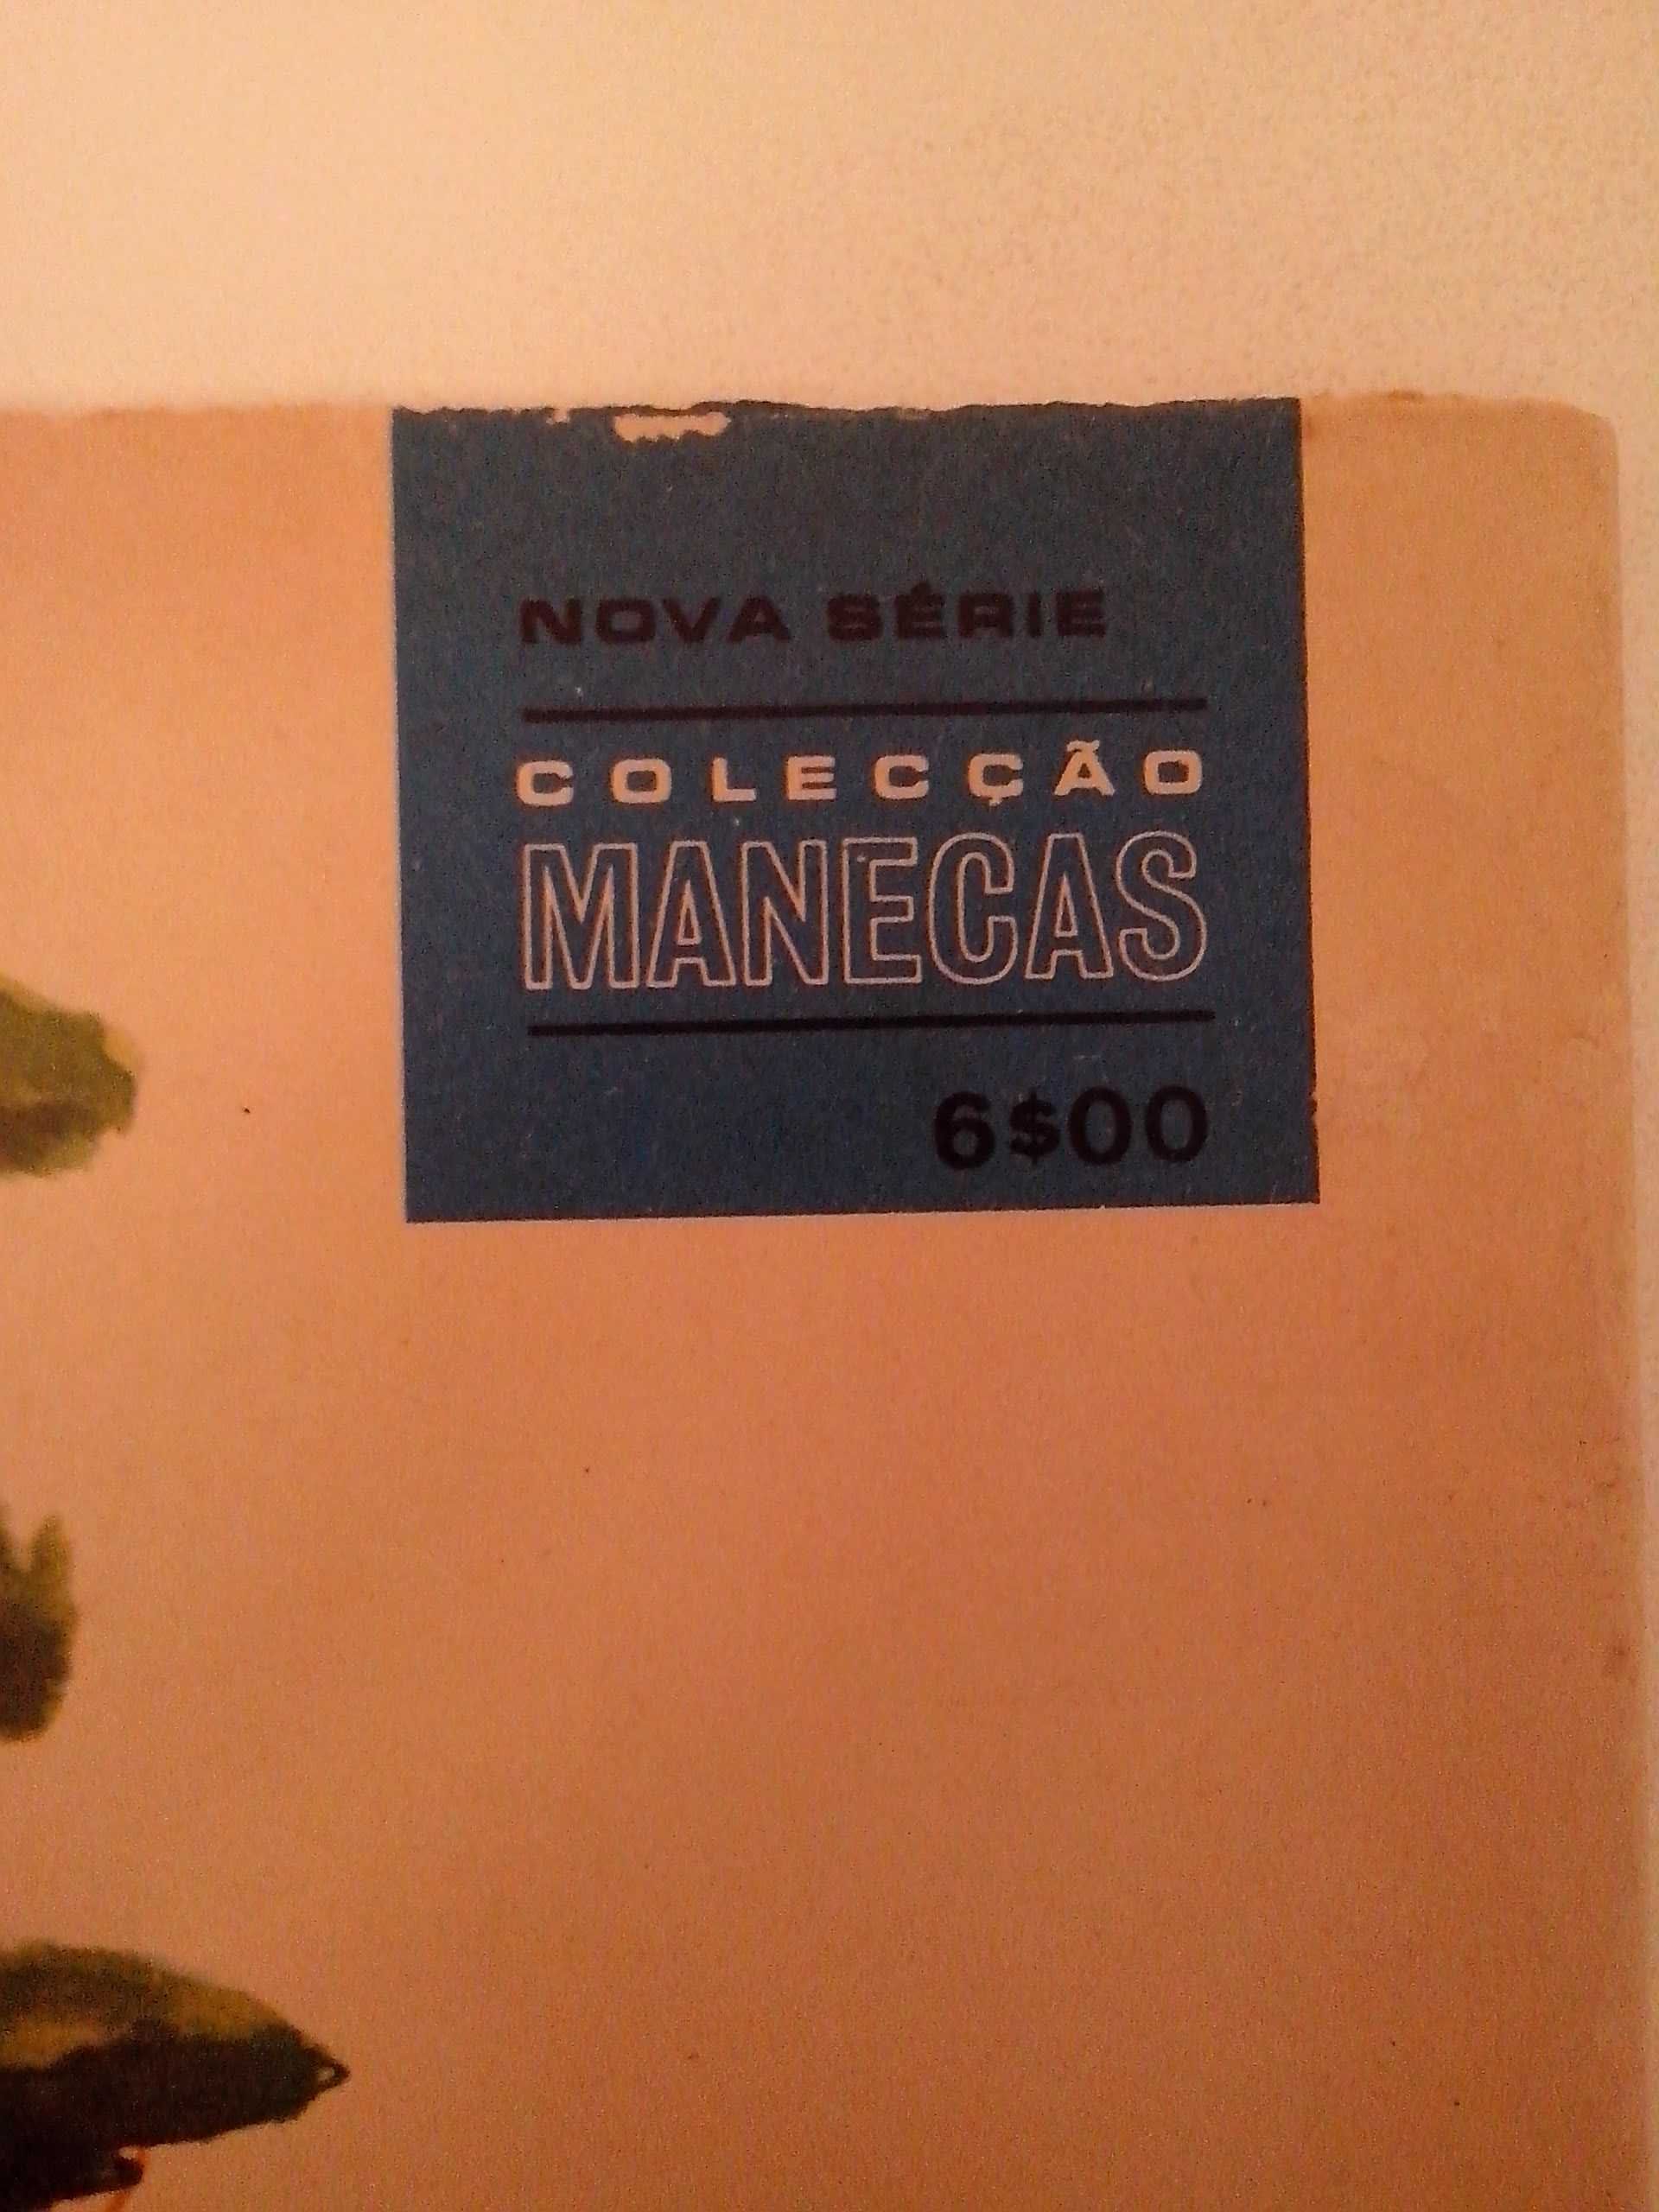 NOVA SÉRIE
COLECÇÃO
MANECAS
6$00